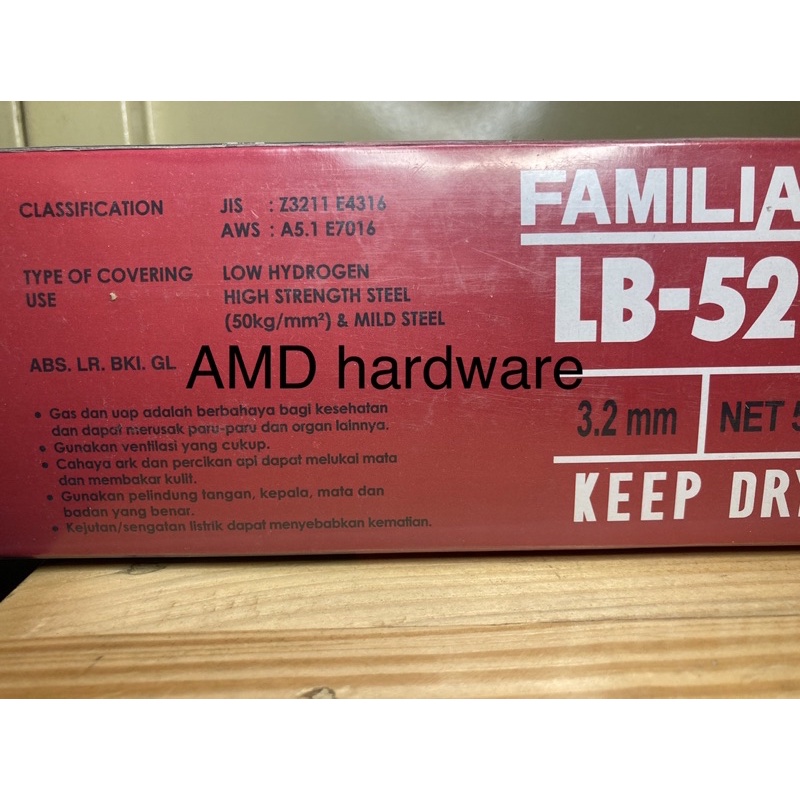 CLASSIFICATION JIS : Z3211 E4316
AWS : A5.1 E7016
TYPE OF COVERING LOW HYDROGEN
USE HIGH STRENGTH STEEL
(50kg/mm²) & MILD STEEL
ABS. LR. BKI. GL
AMD hardware
• Gas dan uap adalah berbahaya bagi kesehatan
dan dapat merusak paru-paru dan organ lainnya.
• Gunakan ventilasi yang cukup.
• Cahaya ark dan percikan api dapat melukai mata
dan membakar kulit.
• Gunakan pelindung tangan, kepala, mata dan
badan yang benar.
• Kejutan/sengatan listrik dapat menyebabkan kematian.
FAMILIA
LB-52
3.2 mm NET 5
KEEP DRY